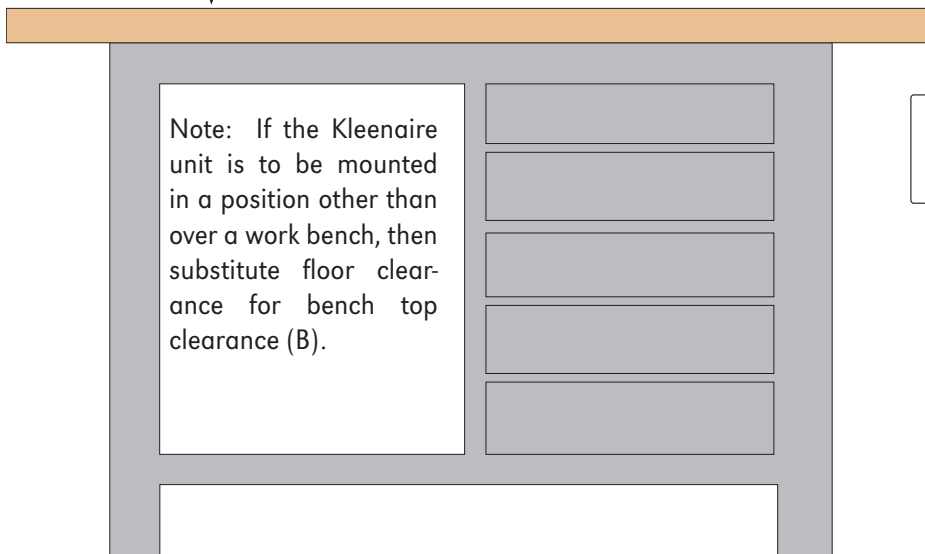 Note: If the Kleenaire
unit is to be mounted
in a position other than
over a work bench, then
substitute floor clear-
ance for bench top
clearance (B).